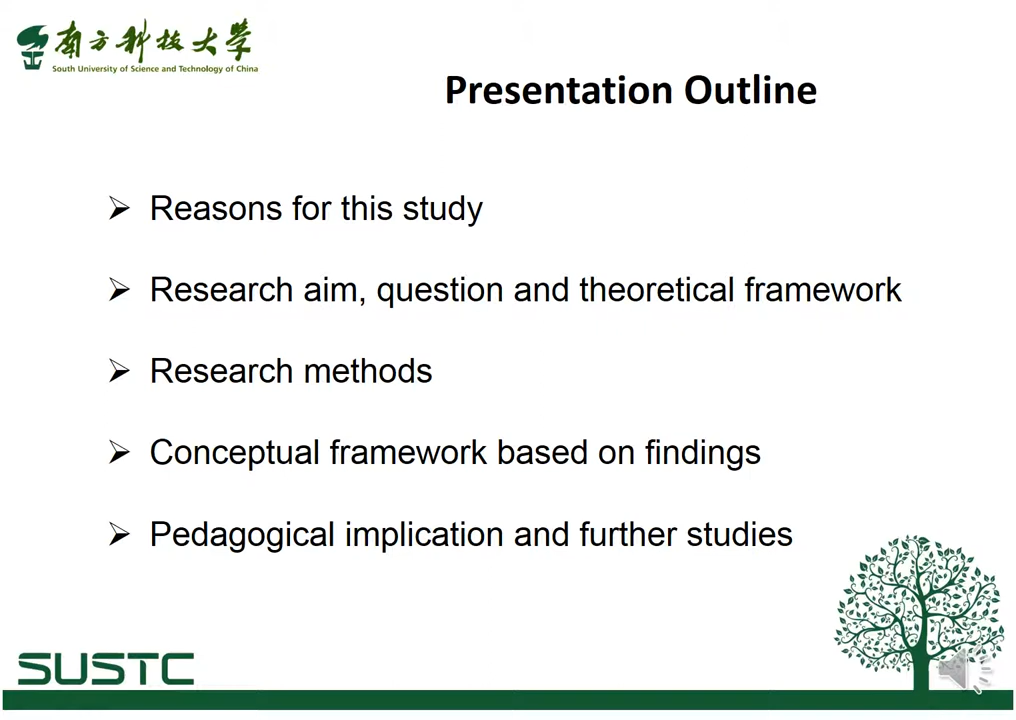 南方科技大学
South University of Science and Technology of China
Presentation Outline
Reasons for this study
Research aim, question and theoretical framework
Research methods
Conceptual framework based on findings
Pedagogical implication and further studies
SUSTC